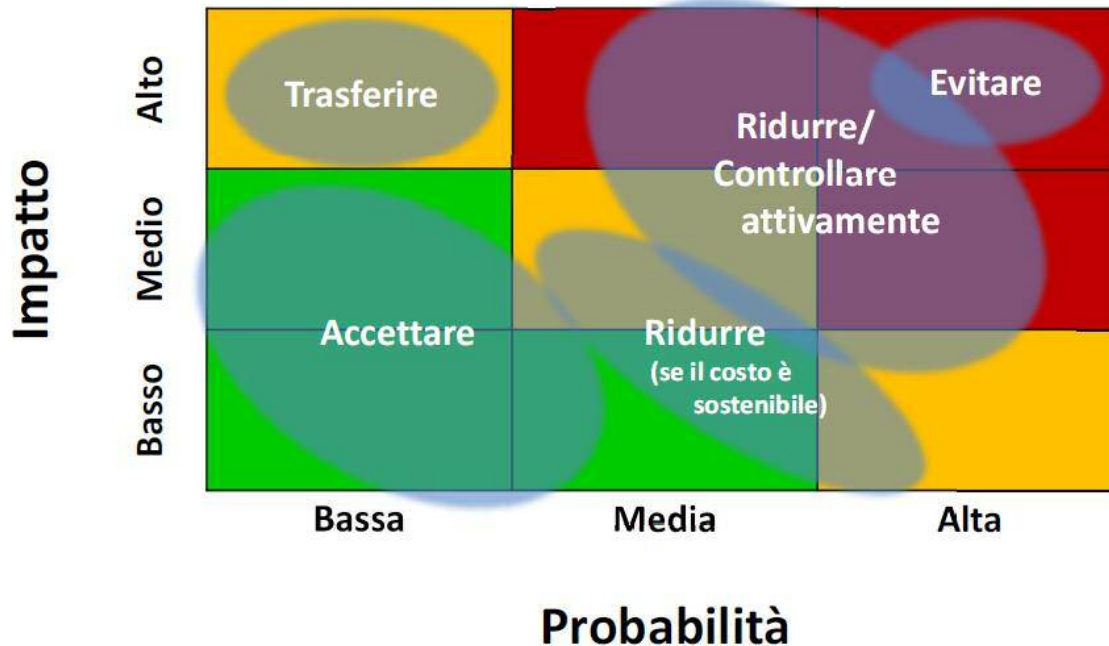 Impatto
Alto
Medio
Basso
Trasferire
Evitare
Ridurre/
Controllare
attivamente
Accettare
Ridurre
(se il costo è
sostenibile)
Bassa
Media
Alta
Probabilità